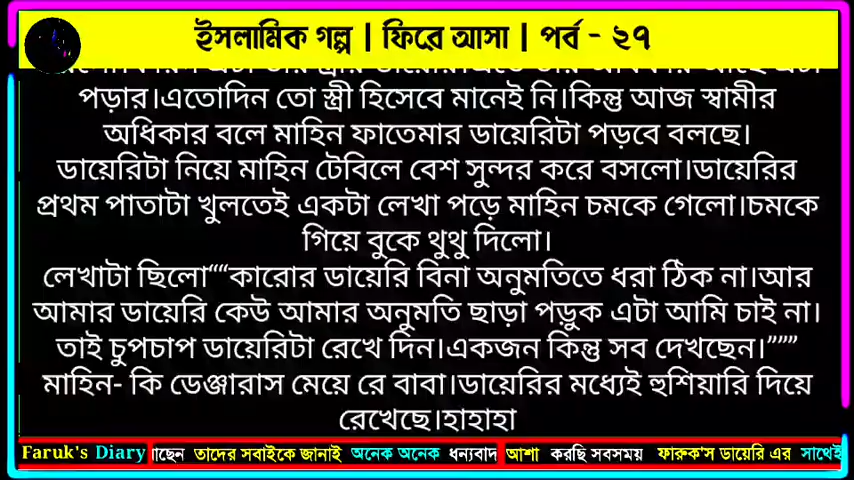 ইসলামিক গল্প | ফিরে আসা | পর্ব - ২৭
পড়ার।এতোদিন তো স্ত্রী হিসেবে মানেই নি।কিন্তু আজ স্বামীর
অধিকার বলে মাহিন ফাতেমার ডায়েরিটা পড়বে বলছে।
ডায়েরিটা নিয়ে মাহিন টেবিলে বেশ সুন্দর করে বসলো।ডায়েরির
প্রথম পাতাটা খুলতেই একটা লেখা পড়ে মাহিন চমকে গেলো।চমকে
গিয়ে বুকে থুথু দিলো।
লেখাটা ছিলো““কারোর ডায়েরি বিনা অনুমতিতে ধরা ঠিক না।আর
আমার ডায়েরি কেউ আমার অনুমতি ছাড়া পড়ুক এটা আমি চাই না।
তাই চুপচাপ ডায়েরিটা রেখে দিন।একজন কিন্তু সব দেখছেন।”””
মাহিন- কি ডেঞ্জারাস মেয়ে রে বাবা।ডায়েরির মধ্যেই হুশিয়ারি দিয়ে
রেখেছে।হাহাহা
Faruk's Diary াছেন তাদের সবাইকে জানাই অনেক অনেক ধন্যবাদ আশা করছি সবসময় ফারুক'স ডায়েরি এর সাথেই